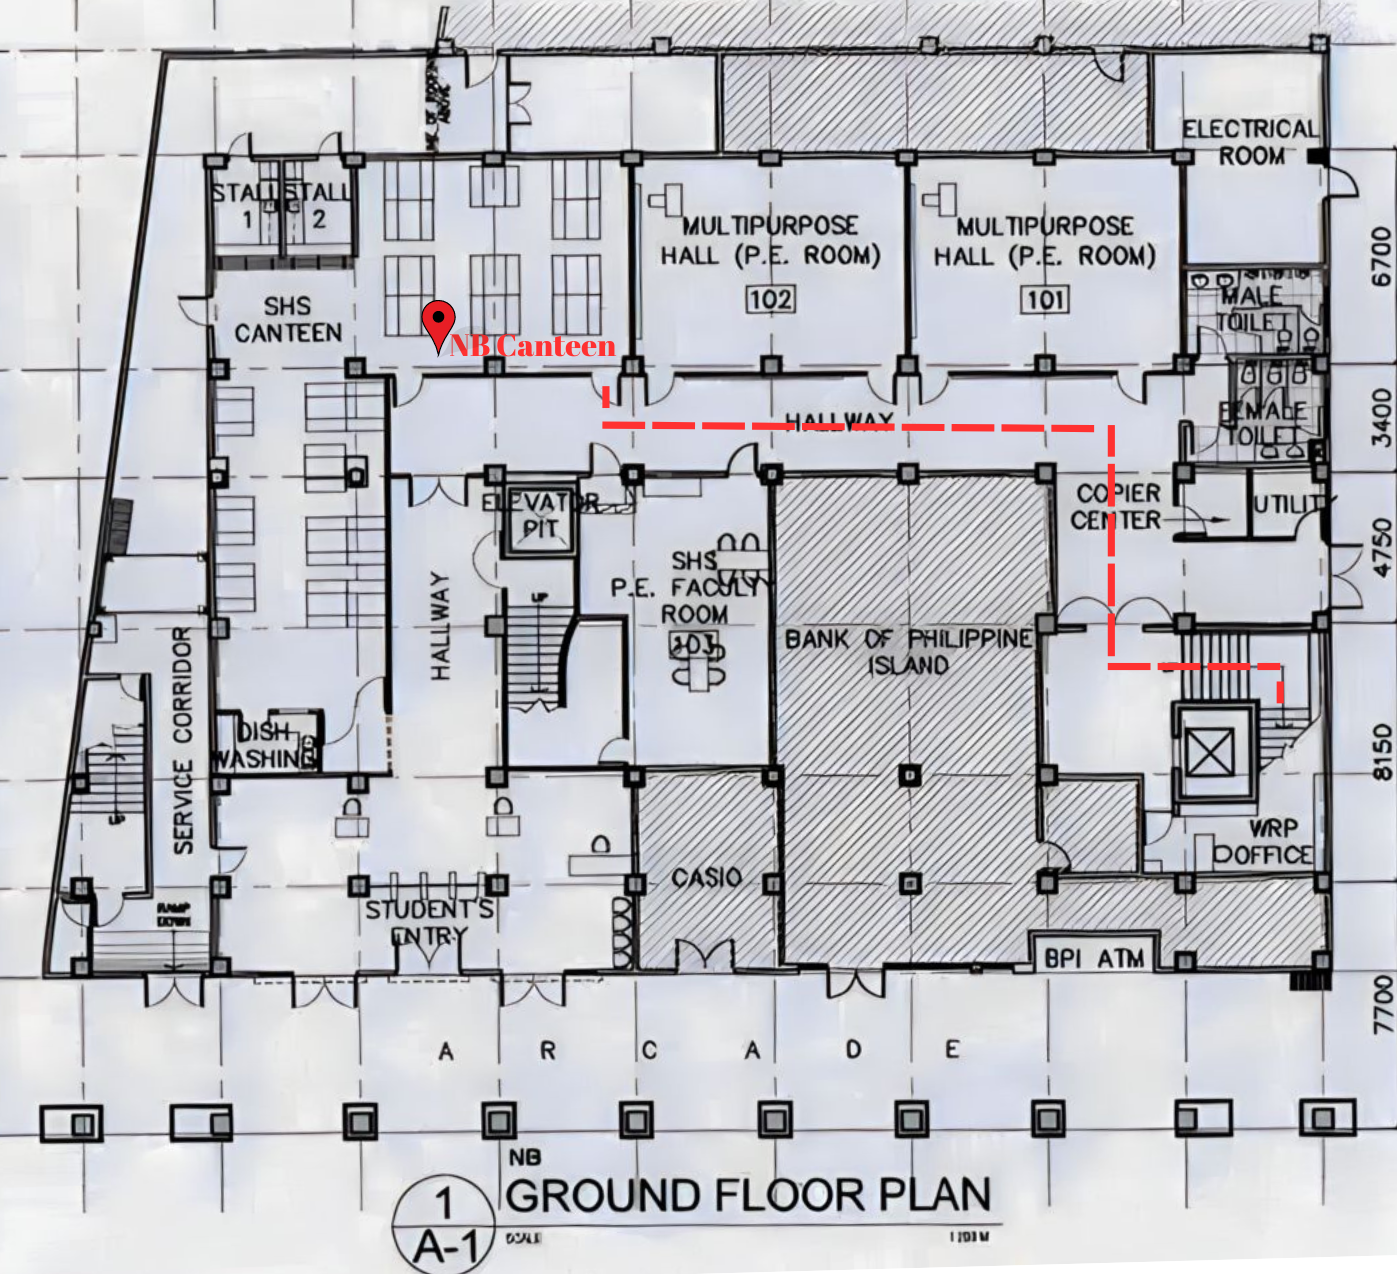 ELECTRICAL
ROOM
STALL
1
STALL
2
MULTIPURPOSE
HALL (P.E. ROOM)
102
MULTIPURPOSE
HALL (P.E. ROOM)
101
6700
SHS
CANTEEN
MALE
TOILET
NB Canteen
HALLWAY
FEMALE
TOILET
3400
ELEVATOR
PIT
COPIER
CENTER
UTILITY
4750
SHS
P.E. FACULTY
ROOM
103
HALLWAY
UP
BANK OF PHILIPPINE
ISLAND
SERVICE CORRIDOR
DISH
WASHING
8150
UP
WRP
OFFICE
CASIO
STUDENT'S
ENTRY
RAMP
DOWN
BPI ATM
7700
A R C A D E
NB
1
GROUND FLOOR PLAN
A-1
SCALE